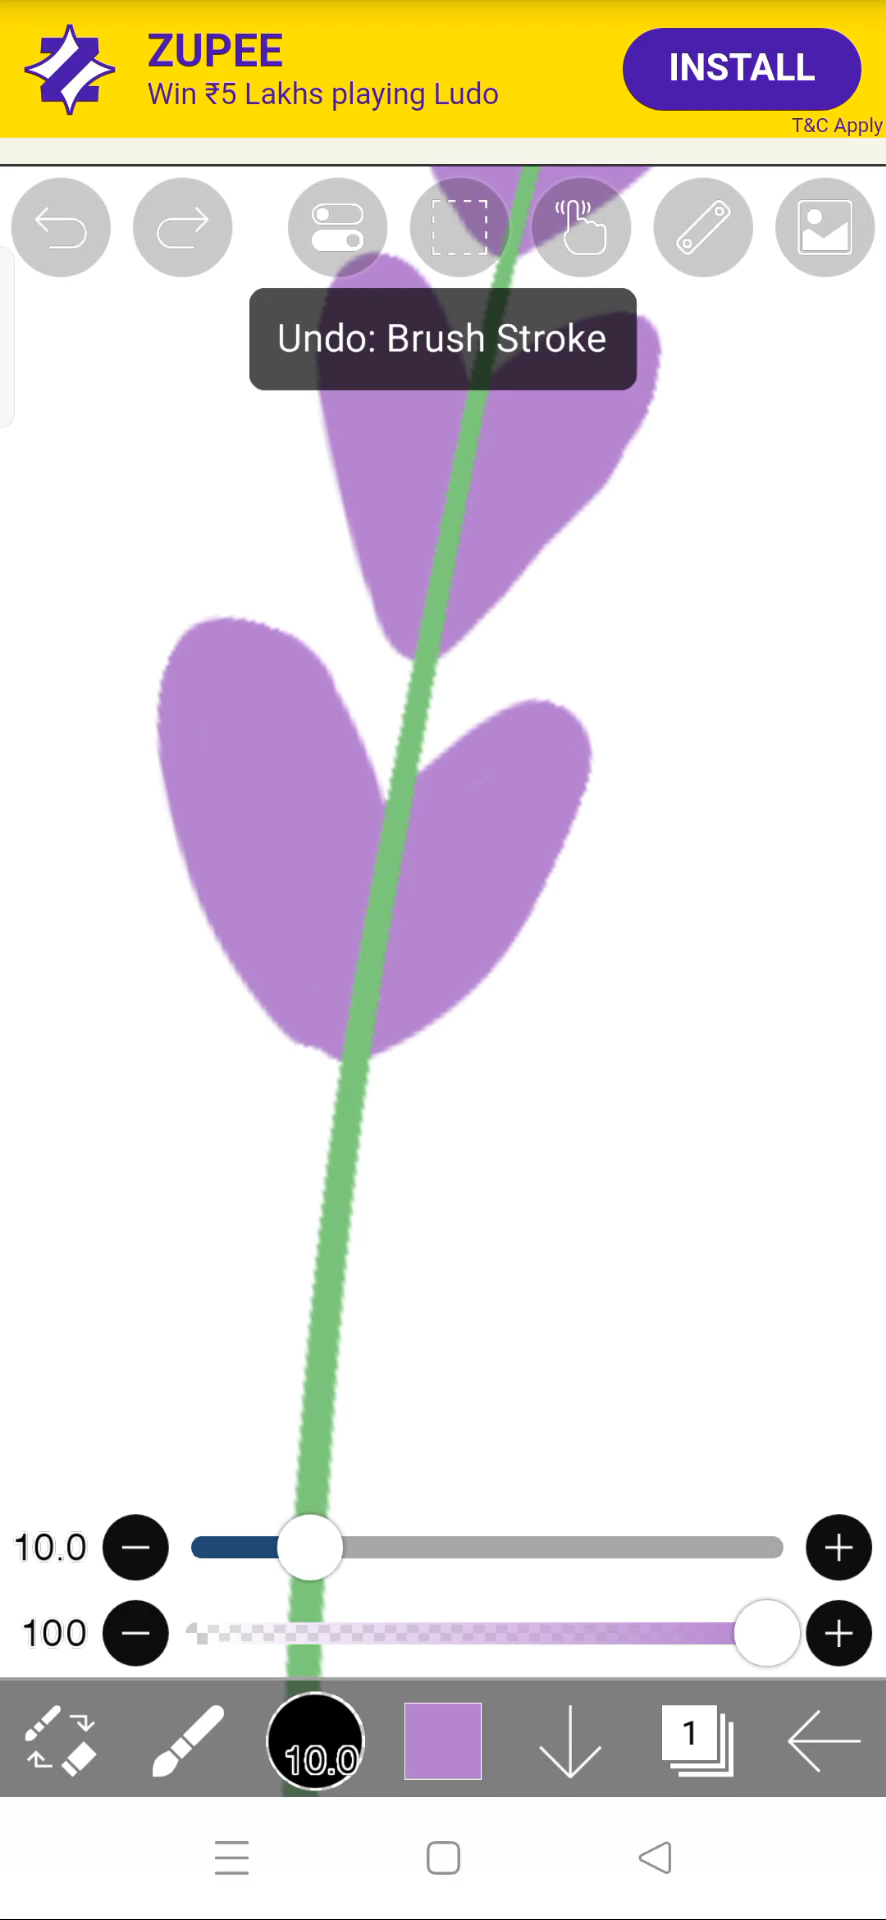 ZUPEE
Win ₹5 Lakhs playing Ludo
INSTALL
T&C Apply
Undo: Brush Stroke
10.0
100
10.0
1